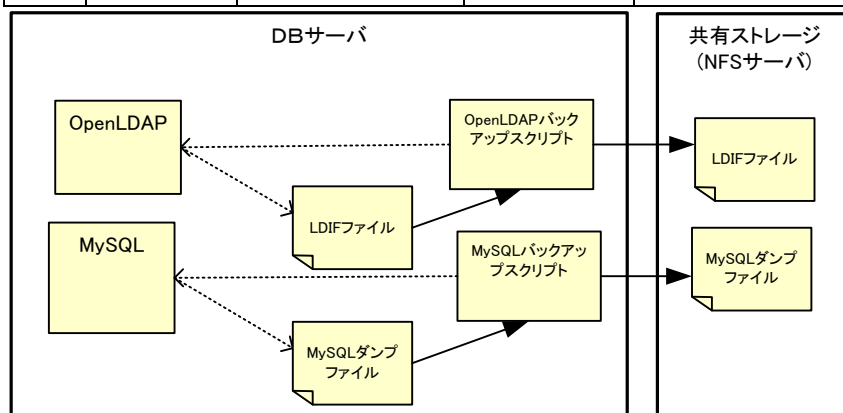 DBサーバ
共有ストレージ
(NFSサーバ)
OpenLDAP
OpenLDAPバック
アップスクリプト
LDIFファイル
LDIFファイル
MySQL
MySQLバックアッ
プスクリプト
MySQLダンプ
ファイル
MySQLダンプ
ファイル